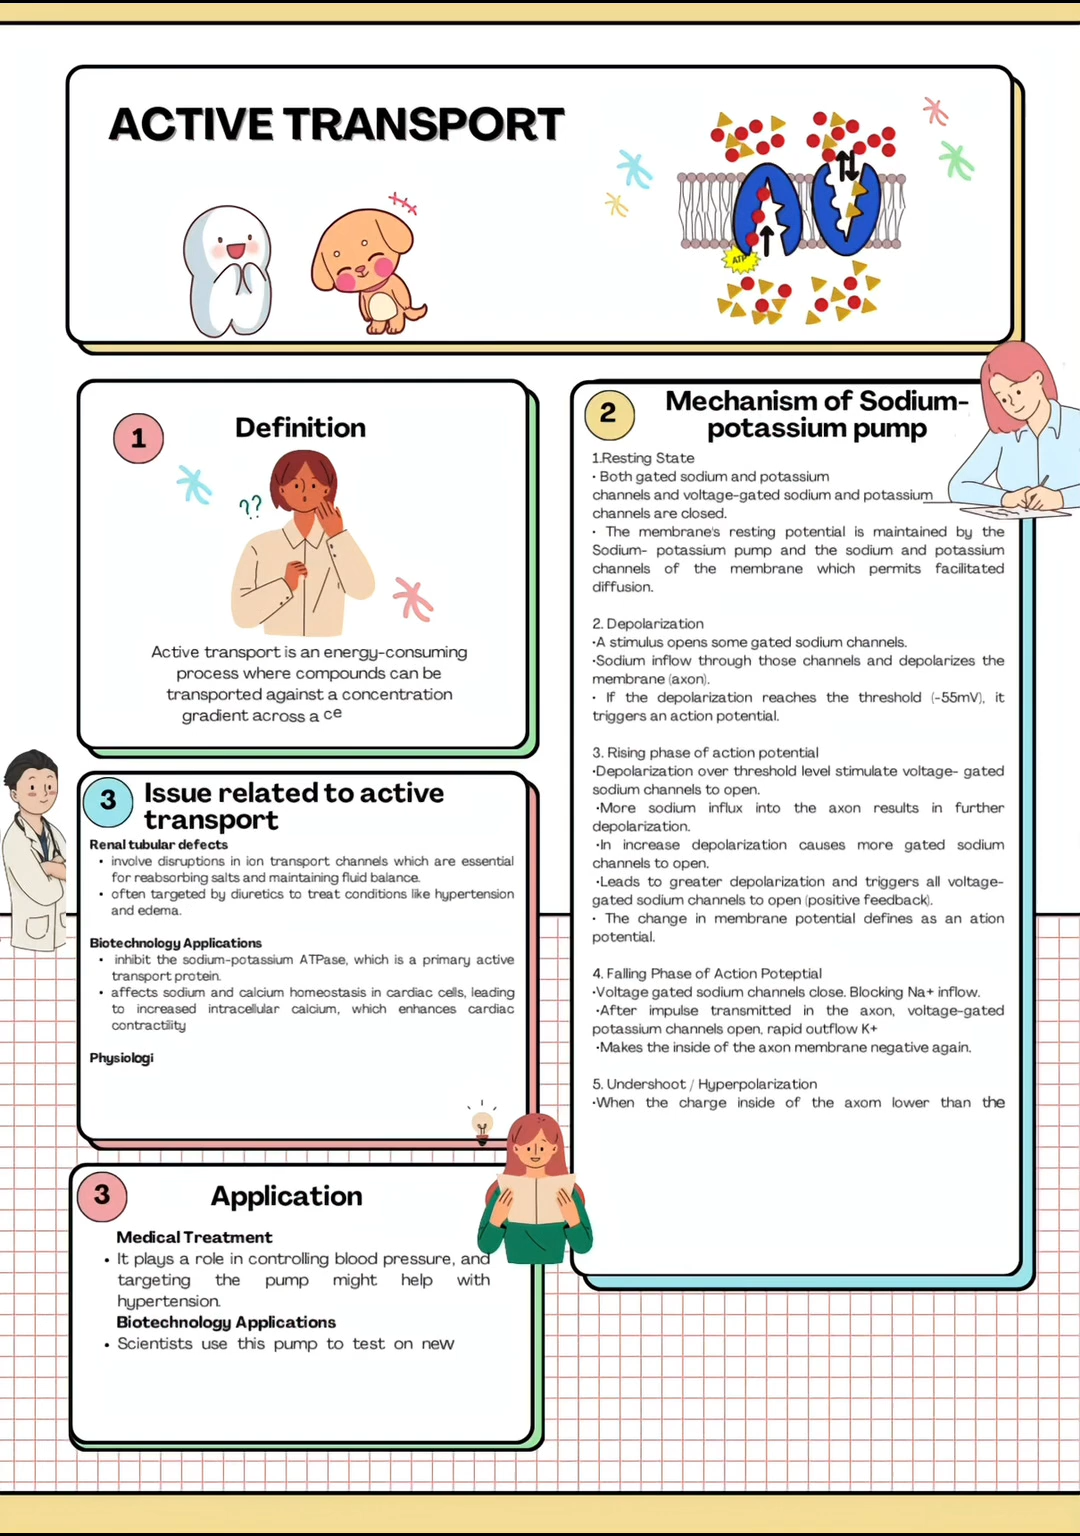 ACTIVE TRANSPORT
ATP
1
Definition
??
Active transport is an energy-consuming
process where compounds can be
transported against a concentration
gradient across a ce
2
Mechanism of Sodium-
potassium pump
1.Resting State
• Both gated sodium and potassium
channels and voltage-gated sodium and potassium
channels are closed.
• The membrane's resting potential is maintained by the
Sodium- potassium pump and the sodium and potassium
channels of the membrane which permits facilitated
diffusion.
2. Depolarization
•A stimulus opens some gated sodium channels.
•Sodium inflow through those channels and depolarizes the
membrane (axon).
• If the depolarization reaches the threshold (-55mV), it
triggers an action potential.
3. Rising phase of action potential
•Depolarization over threshold level stimulate voltage- gated
sodium channels to open.
•More sodium influx into the axon results in further
depolarization.
•In increase depolarization causes more gated sodium
channels to open.
•Leads to greater depolarization and triggers all voltage-
gated sodium channels to open (positive feedback).
• The change in membrane potential defines as an ation
potential.
4. Falling Phase of Action Poteptial
•Voltage gated sodium channels close. Blocking Na+ inflow.
•After impulse transmitted in the axon, voltage-gated
potassium channels open, rapid outflow K+
•Makes the inside of the axon membrane negative again.
5. Undershoot / Hyperpolarization
•When the charge inside of the axom lower than the
3
Issue related to active
transport
Renal tubular defects
• involve disruptions in ion transport channels which are essential
for reabsorbing salts and maintaining fluid balance.
• often targeted by diuretics to treat conditions like hypertension
and edema.
Biotechnology Applications
• inhibit the sodium-potassium ATPase, which is a primary active
transport protein.
• affects sodium and calcium homeostasis in cardiac cells, leading
to increased intracellular calcium, which enhances cardiac
contractility
Physiologi
3
Application
Medical Treatment
• It plays a role in controlling blood pressure, and
targeting the pump might help with
hypertension.
Biotechnology Applications
• Scientists use this pump to test on new